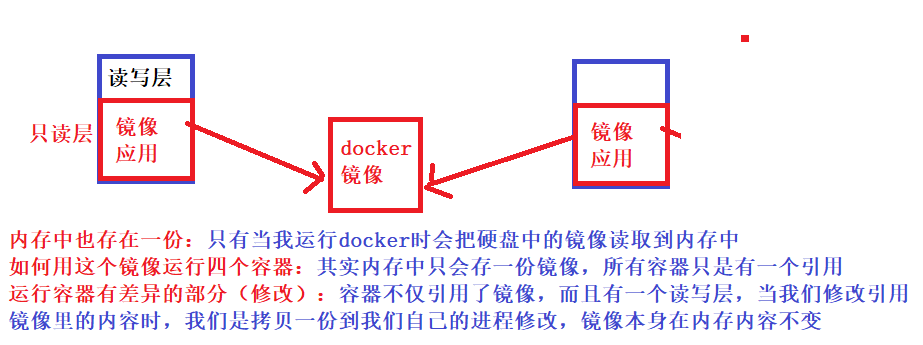 读写层
只读层
镜像
应用
docker
镜像
镜像
应用
内存中也存在一份：只有当我运行docker时会把硬盘中的镜像读取到内存中
如何用这个镜像运行四个容器：其实内存中只会存一份镜像，所有容器只是有一个引用
运行容器有差异的部分（修改）：容器不仅引用了镜像，而且有一个读写层，当我们修改引用
镜像里的内容时，我们是拷贝一份到我们自己的进程修改，镜像本身在内存内容不变